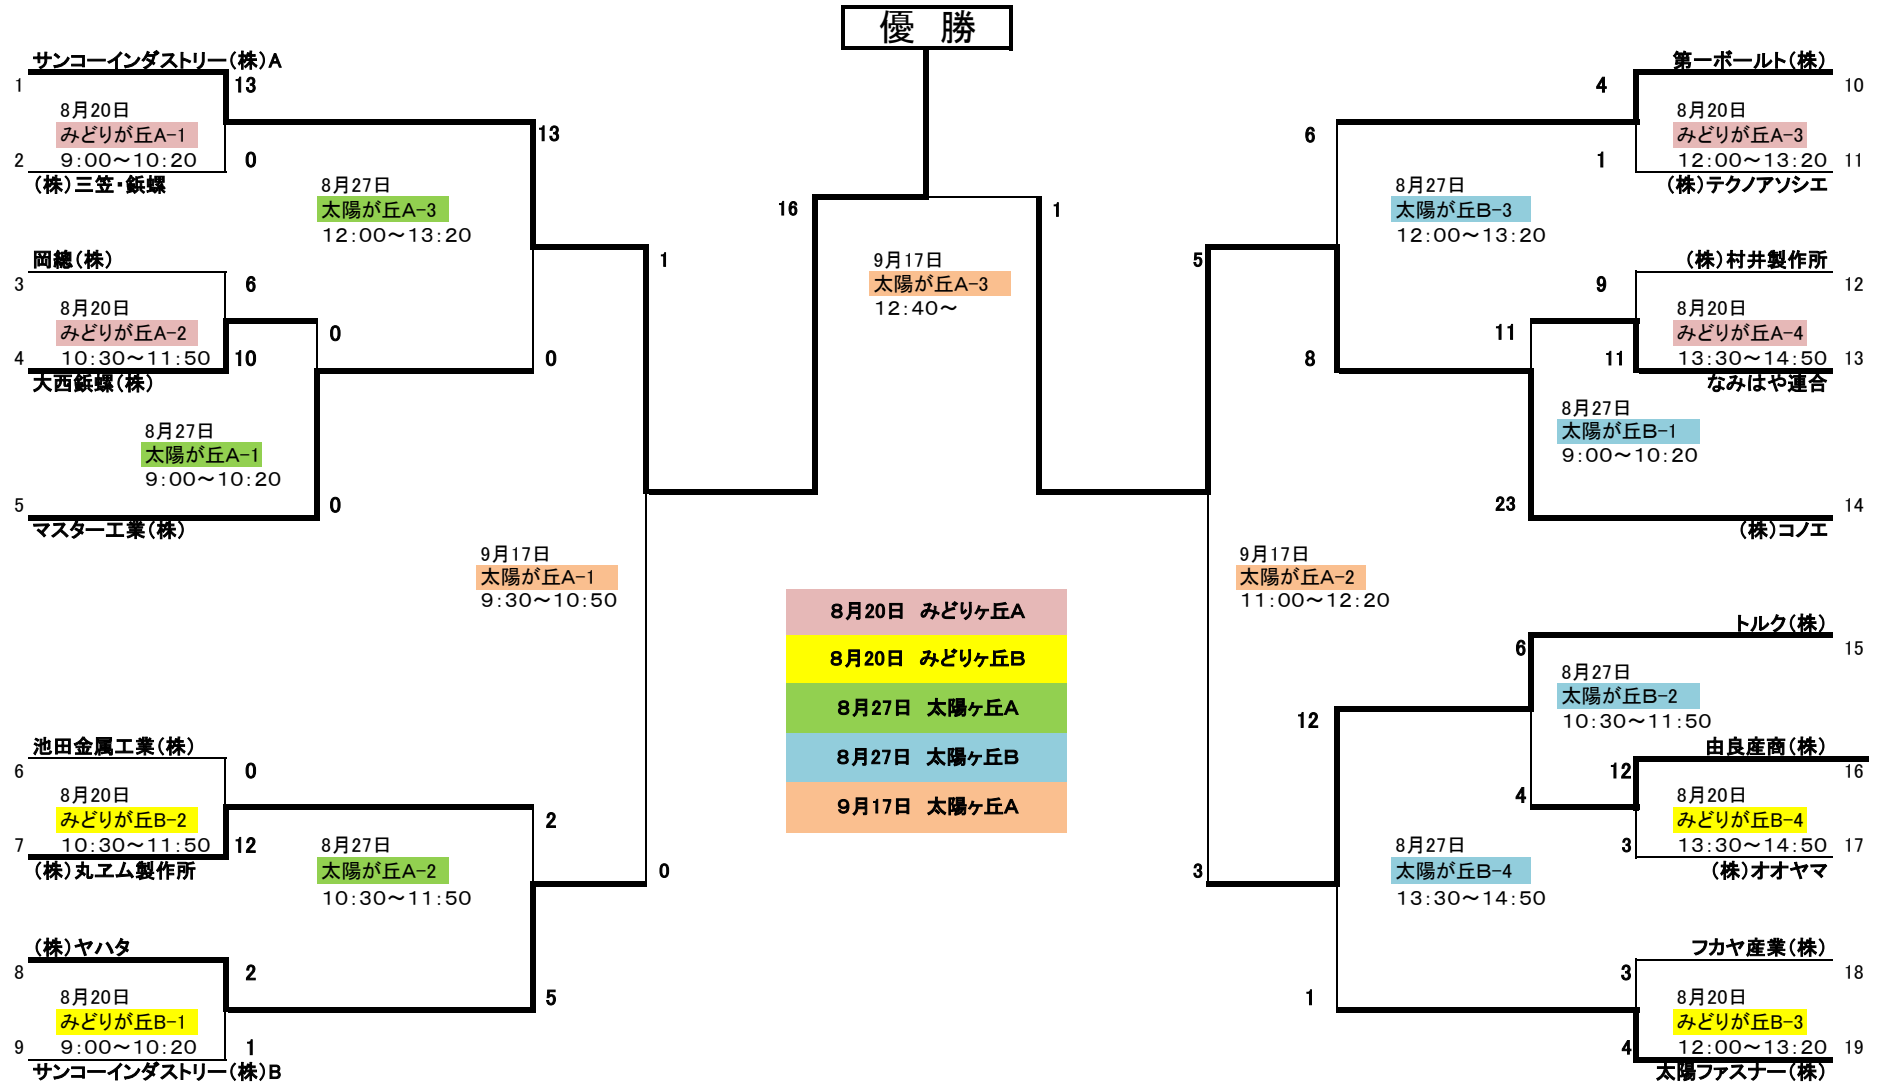 優　勝
サンコーインダストリー(株)A
1
13
8月20日
みどりが丘A-1
9:00～10:20
2
0
(株)三笠・鋲螺
13
8月27日
太陽が丘A-3
12:00～13:20
岡總(株)
3
6
8月20日
みどりが丘A-2
10:30～11:50
4
10
大西鋲螺(株)
0
0
8月27日
太陽が丘A-1
9:00～10:20
5
0
マスター工業(株)
1
9月17日
太陽が丘A-1
9:30～10:50
池田金属工業(株)
6
0
8月20日
みどりが丘B-2
10:30～11:50
7
12
(株)丸ヱム製作所
2
8月27日
太陽が丘A-2
10:30～11:50
0
(株)ヤハタ
8
2
8月20日
みどりが丘B-1
9:00～10:20
9
1
サンコーインダストリー(株)B
5
16
1
9月17日
太陽が丘A-3
12:40～
8月20日　みどりヶ丘A
8月20日　みどりヶ丘B
8月27日　太陽ヶ丘A
8月27日　太陽ヶ丘B
9月17日　太陽ヶ丘A
第一ボールト(株)
4
10
8月20日
みどりが丘A-3
12:00～13:20
1
11
(株)テクノアソシエ
6
8月27日
太陽が丘B-3
12:00～13:20
5
(株)村井製作所
9
12
8月20日
みどりが丘A-4
13:30～14:50
11
13
なみはや連合
11
8
8月27日
太陽が丘B-1
9:00～10:20
23
14
(株)コノエ
9月17日
太陽が丘A-2
11:00～12:20
トルク(株)
6
15
8月27日
太陽が丘B-2
10:30～11:50
12
由良産商(株)
12
16
4
8月20日
みどりが丘B-4
13:30～14:50
3
17
(株)オオヤマ
8月27日
太陽が丘B-4
13:30～14:50
3
フカヤ産業(株)
3
18
1
8月20日
みどりが丘B-3
12:00～13:20
4
19
太陽ファスナー(株)